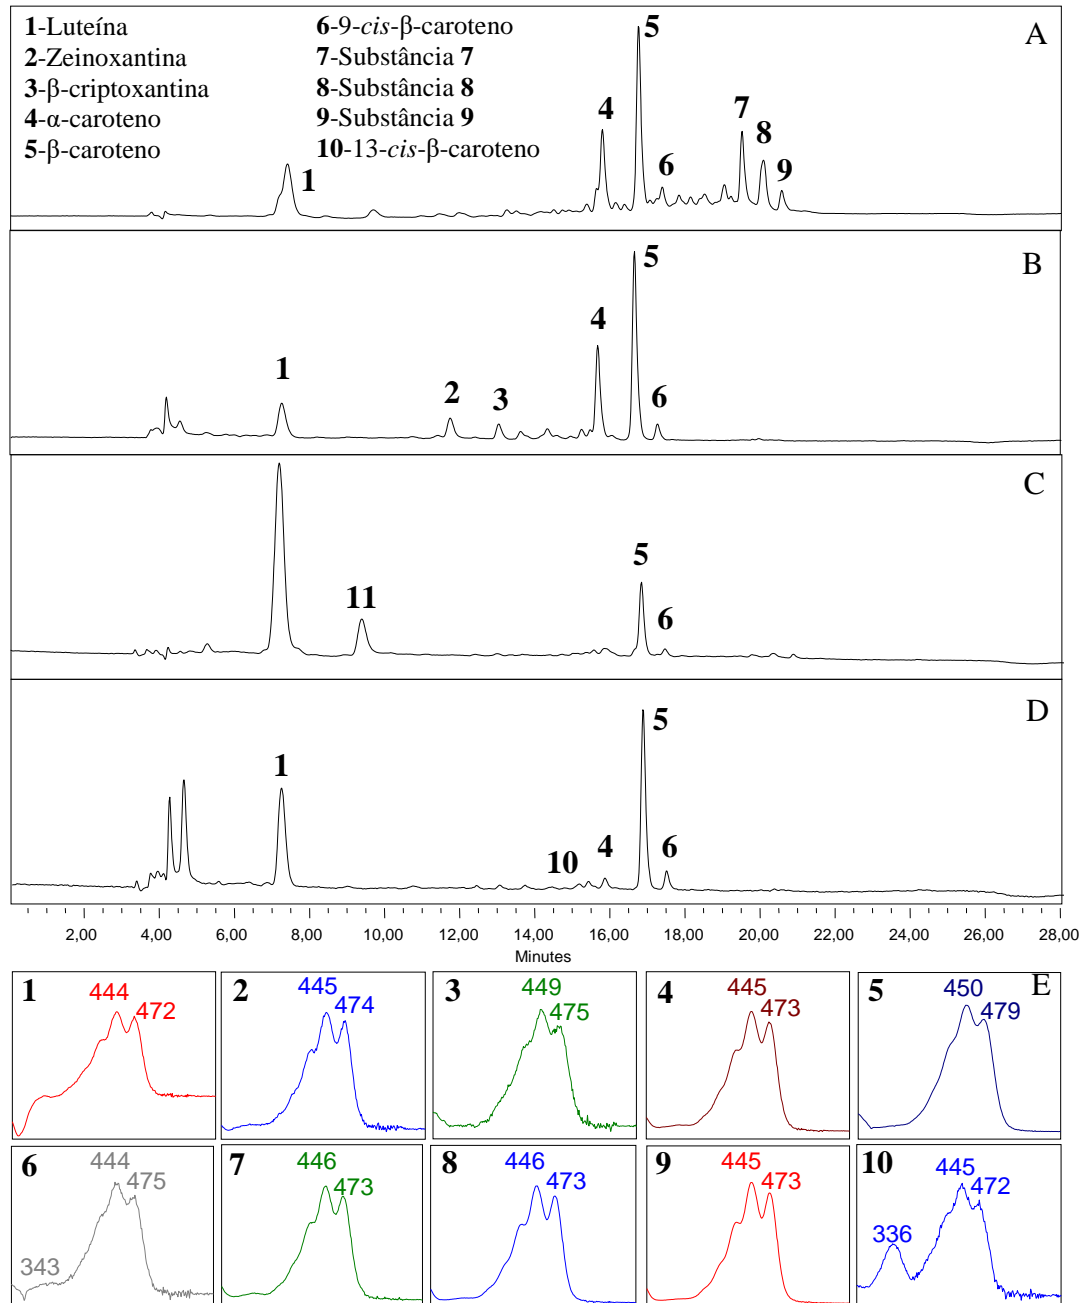 1-Luteína
2-Zeinoxantina
3-β-criptoxantina
4-α-caroteno
5-β-caroteno
6-9-cis-β-caroteno
7-Substância 7
8-Substância 8
9-Substância 9
10-13-cis-β-caroteno
A
1
4
5
6
7
8
9
B
1
2
3
4
5
6
C
11
5
6
D
1
10
4
5
6
2,00 4,00 6,00 8,00 10,00 12,00 14,00 16,00 18,00 20,00 22,00 24,00 26,00 28,00
Minutes
E
1 444 472
2 445 474
3 449 475
4 445 473
5 450 479
6 444 475 343
7 446 473
8 446 473
9 445 473
10 445 472 336